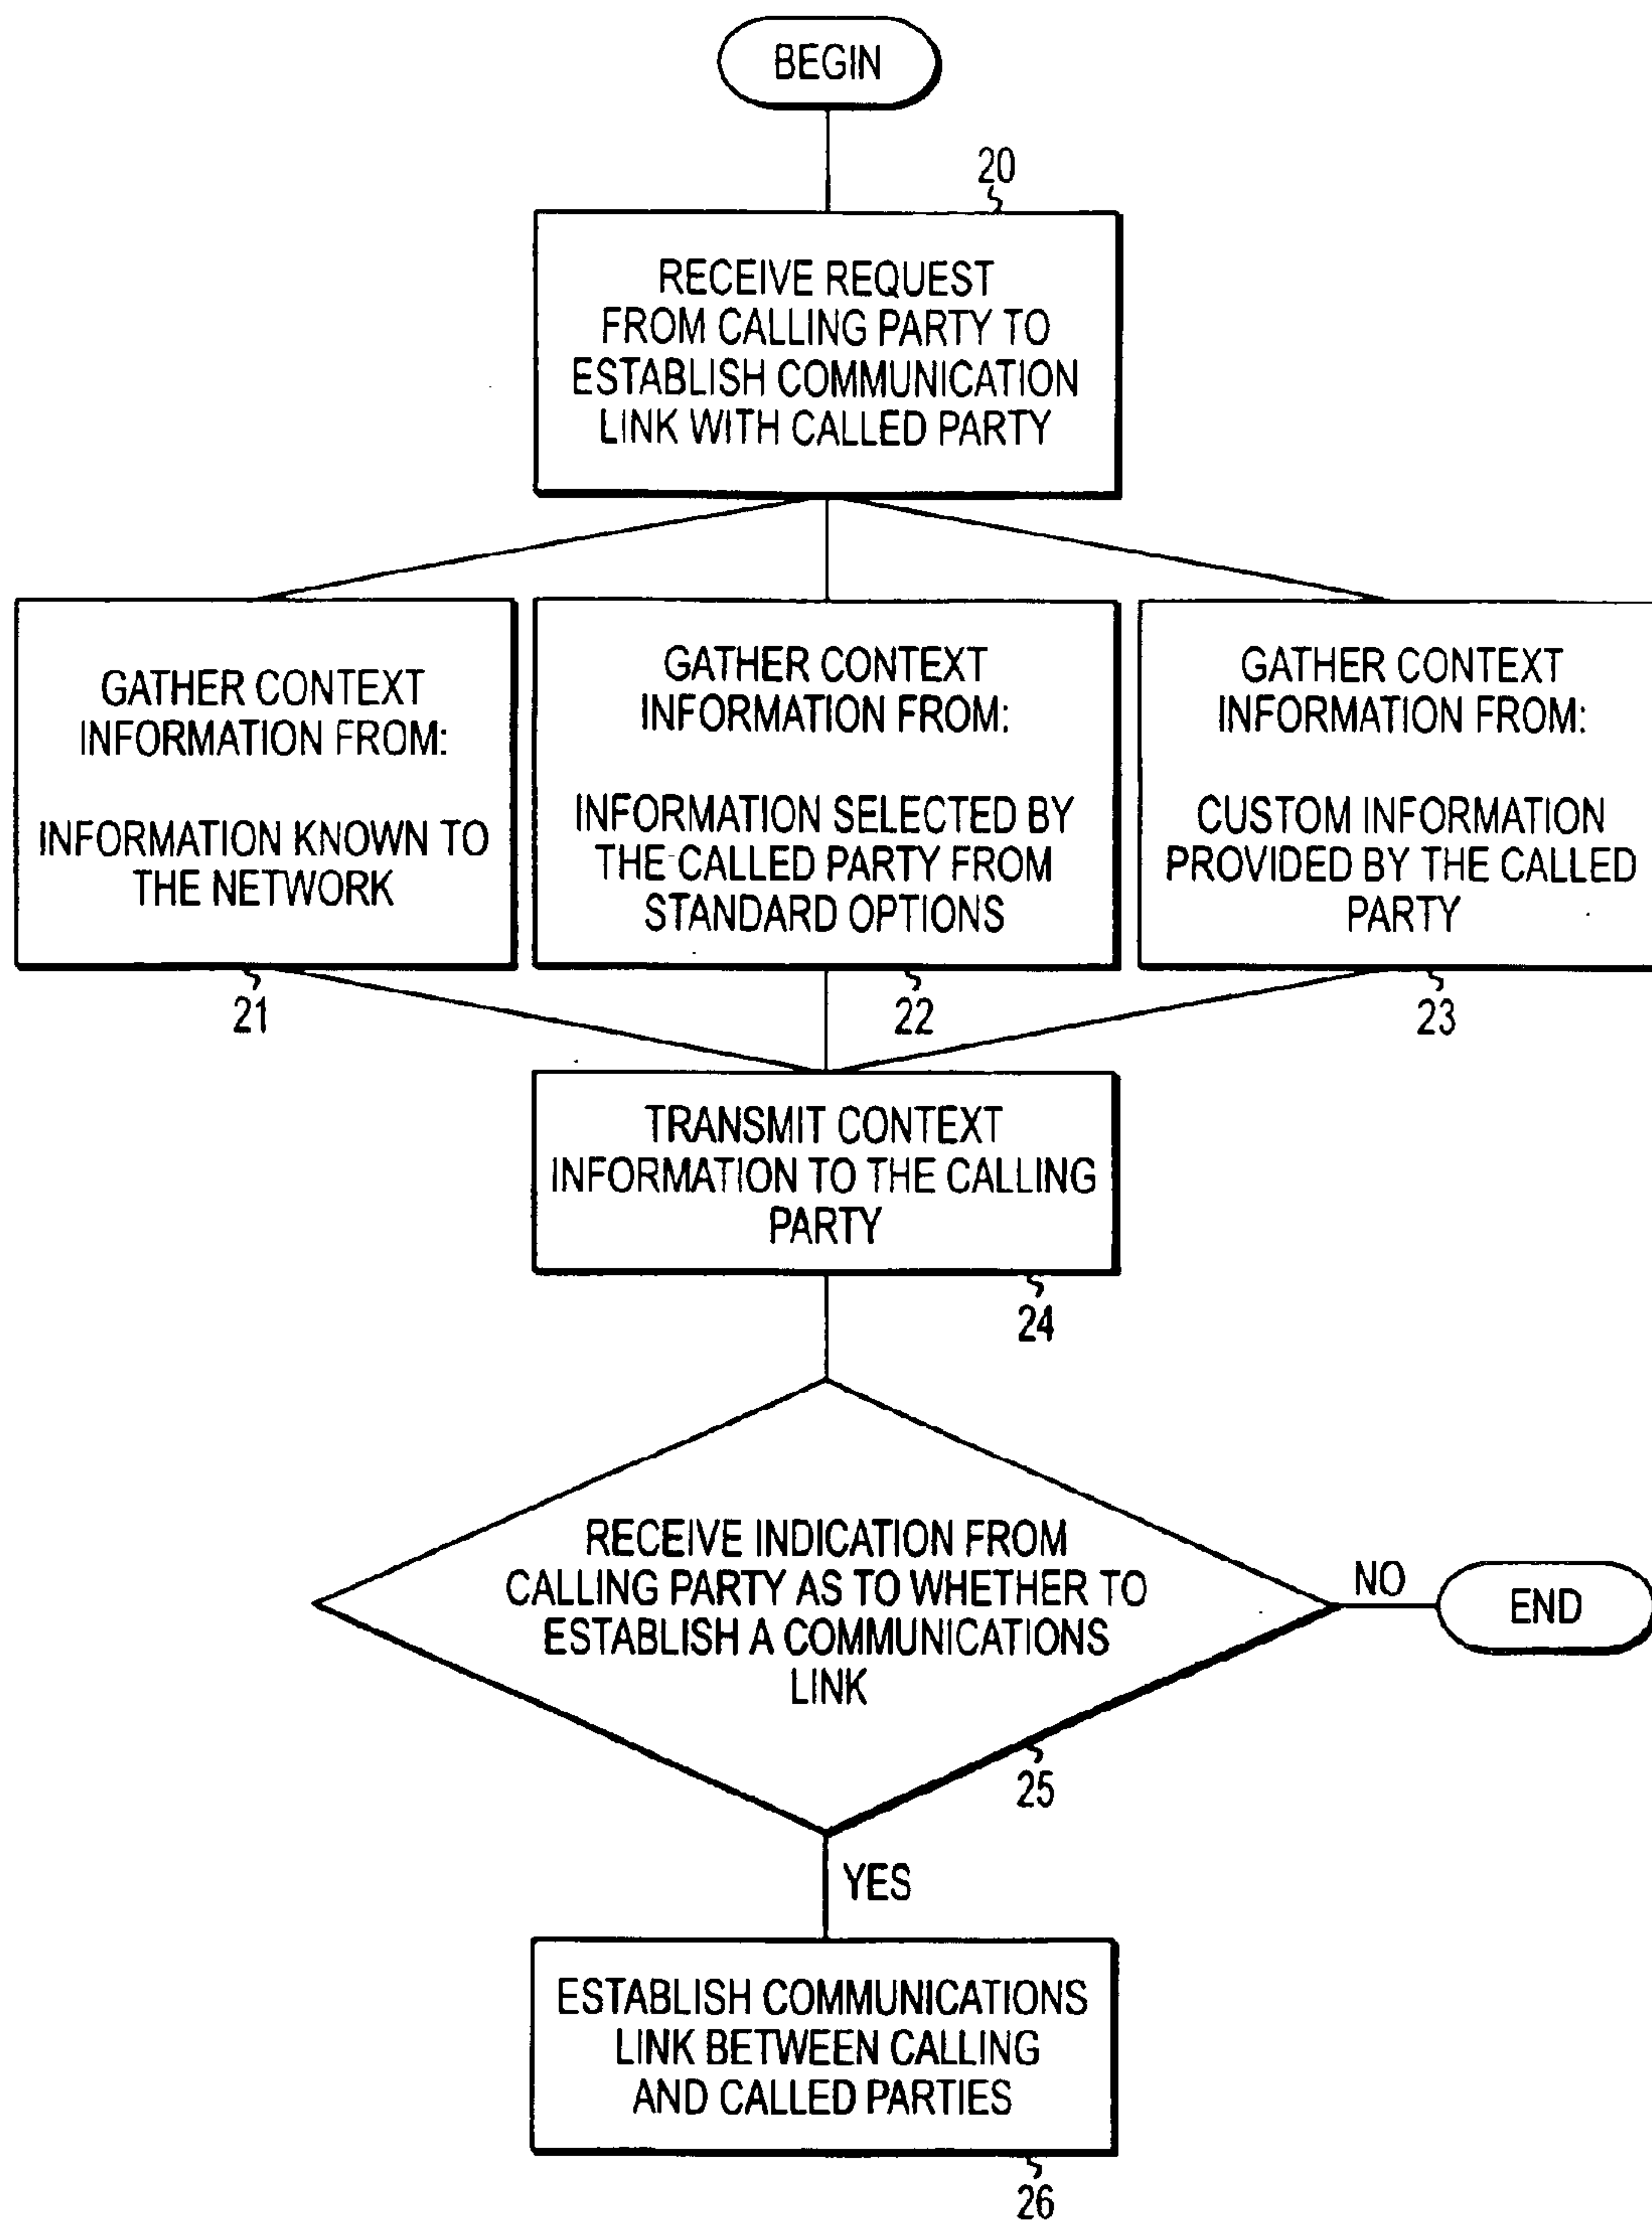 BEGIN
20
RECEIVE REQUEST
FROM CALLING PARTY TO
ESTABLISH COMMUNICATION
LINK WITH CALLED PARTY
GATHER CONTEXT
INFORMATION FROM:
INFORMATION KNOWN TO
THE NETWORK
21
GATHER CONTEXT
INFORMATION FROM:
INFORMATION SELECTED BY
THE CALLED PARTY FROM
STANDARD OPTIONS
22
GATHER CONTEXT
INFORMATION FROM:
CUSTOM INFORMATION
PROVIDED BY THE CALLED
PARTY
23
TRANSMIT CONTEXT
INFORMATION TO THE CALLING
PARTY
24
RECEIVE INDICATION FROM
CALLING PARTY AS TO WHETHER TO
ESTABLISH A COMMUNICATIONS
LINK
25
NO
END
YES
ESTABLISH COMMUNICATIONS
LINK BETWEEN CALLING
AND CALLED PARTIES
26